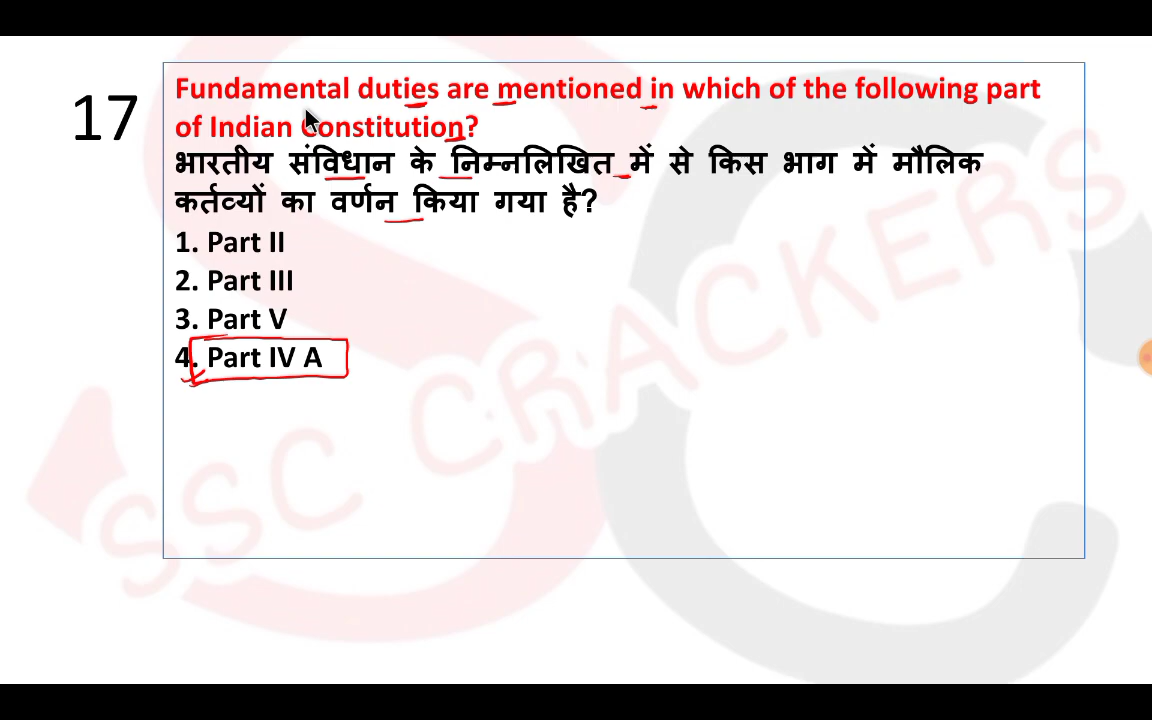 17
Fundamental duties are mentioned in which of the following part
of Indian Constitution?
भारतीय संविधान के निम्नलिखित में से किस भाग में मौलिक
कर्तव्यों का वर्णन किया गया है?
1. Part II
2. Part III
3. Part V
4. Part IV A
SSC CRACKERS